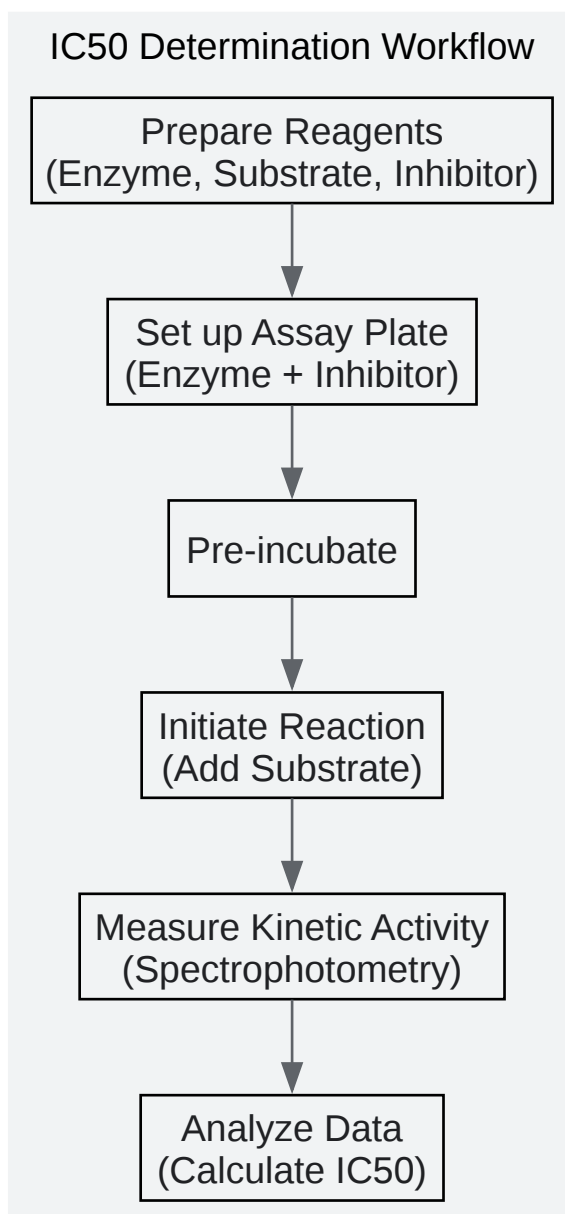 IC50 Determination Workflow
Prepare Reagents
(Enzyme, Substrate, Inhibitor)
Set up Assay Plate
(Enzyme + Inhibitor)
Pre-incubate
Initiate Reaction
(Add Substrate)
Measure Kinetic Activity
(Spectrophotometry)
Analyze Data
(Calculate IC50)